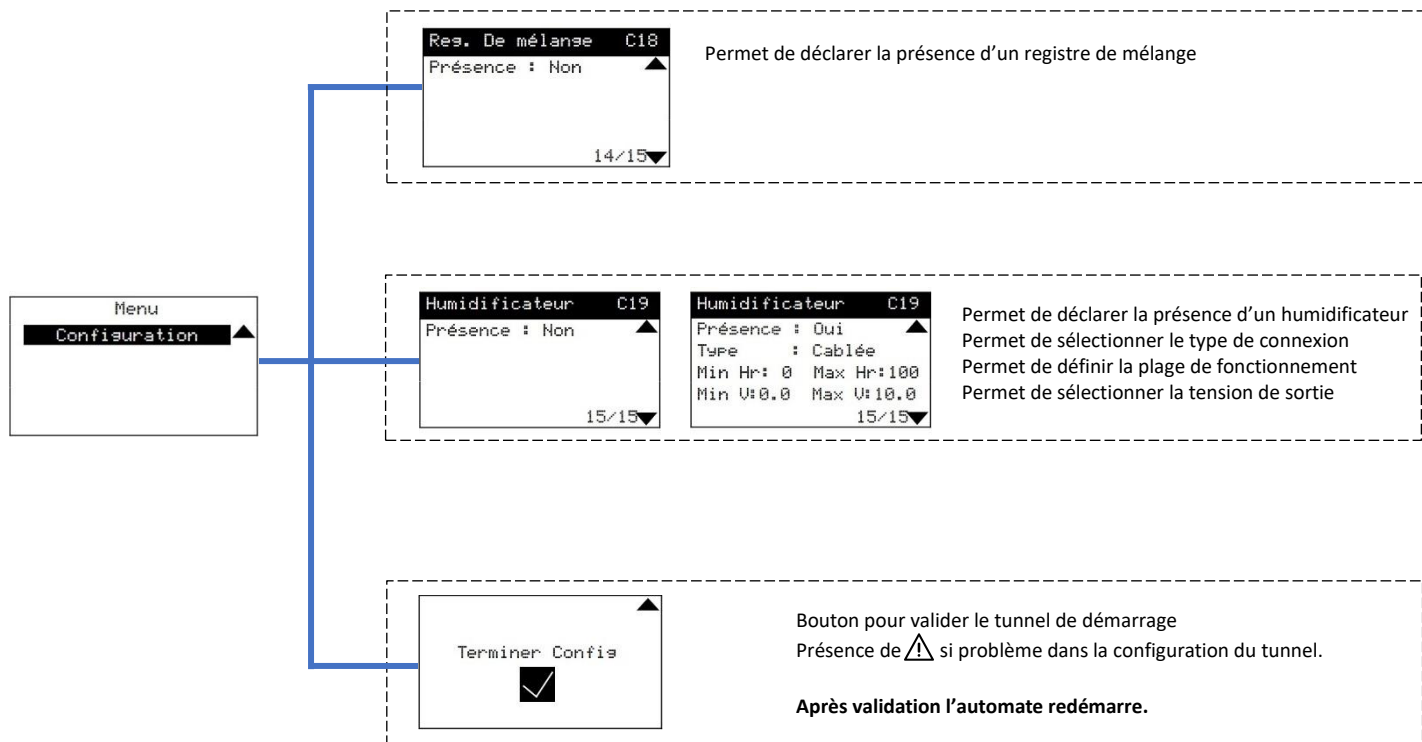 Reg. De mélange C18
Présence : Non
14/15
Permet de déclarer la présence d'un registre de mélange
Menu
Configuration
Humidificateur C19
Présence : Non
15/15
Humidificateur C19
Présence : Oui
Type : Cablée
Min Hr: 0 Max Hr:100
Min V:0.0 Max V:10.0
15/15
Permet de déclarer la présence d'un humidificateur
Permet de sélectionner le type de connexion
Permet de définir la plage de fonctionnement
Permet de sélectionner la tension de sortie
Terminer Config
Bouton pour valider le tunnel de démarrage
Présence de ⚠ si problème dans la configuration du tunnel.
Après validation l'automate redémarre.